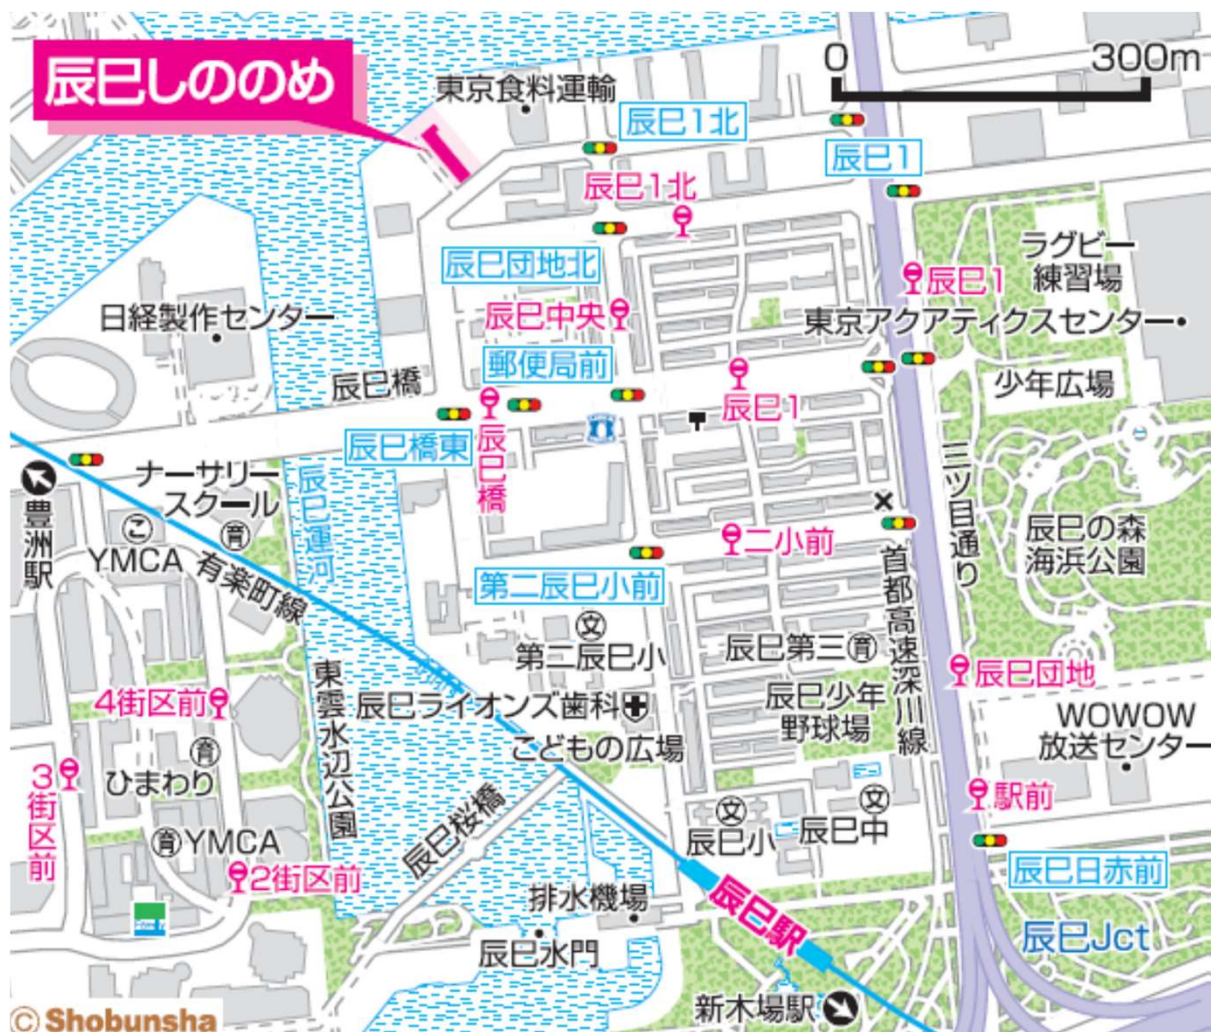 辰巳しののめ
0
300m
東京食料運輸
辰巳1北
辰巳1
辰巳1北
辰巳団地北
ラグビー
練習場
辰巳1
日経製作センター
辰巳中央
東京アクアティクスセンター
郵便局前
辰巳橋
辰巳1
少年広場
辰巳橋東
辰巳橋
三ツ目通り
ナーサリー
スクール
辰巳運河
豊洲駅
こ
YMCA
育
有楽町線
二小前
辰巳の森
海浜公園
首都高速深川線
第二辰巳小前
文
第二辰巳小
辰巳第三
育
辰巳団地
東雲水辺公園
4街区前
辰巳ライオンズ歯科
辰巳少年
野球場
WOWOW
放送センター
こどもの広場
育
ひまわり
3街区前
駅前
文
辰巳小
文
辰巳中
辰巳桜橋
育
YMCA
2街区前
辰巳日赤前
排水機場
辰巳駅
辰巳水門
辰巳Jct
新木場駅
© Shobunsha